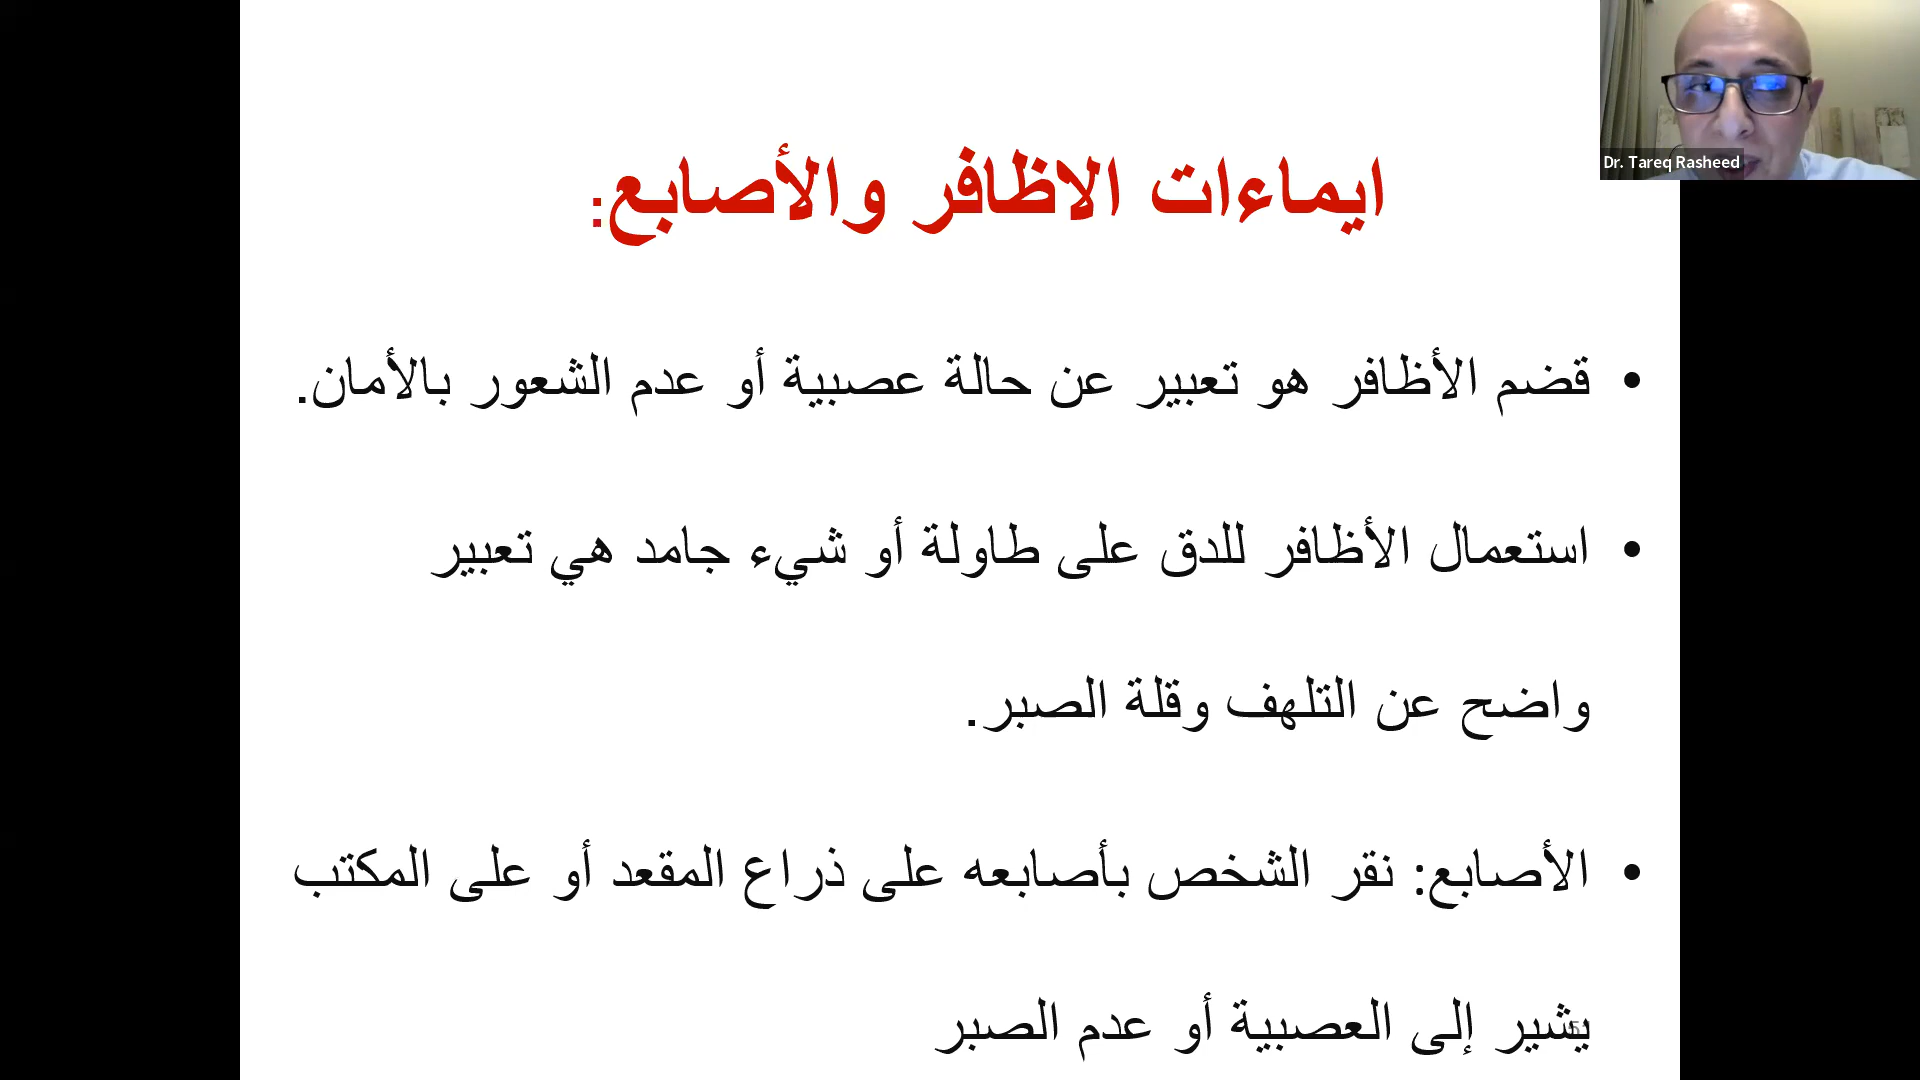 ايماءات الاظافر والأصابع:
• قضم الأظافر هو تعبير عن حالة عصبية أو عدم الشعور بالأمان.
• استعمال الأظافر للدق على طاولة أو شيء جامد هي تعبير
واضح عن التلهف وقلة الصبر.
• الأصابع: نقر الشخص بأصابعه على ذراع المقعد أو على المكتب
يشير إلى العصبية أو عدم الصبر
Dr. Tareq Rasheed